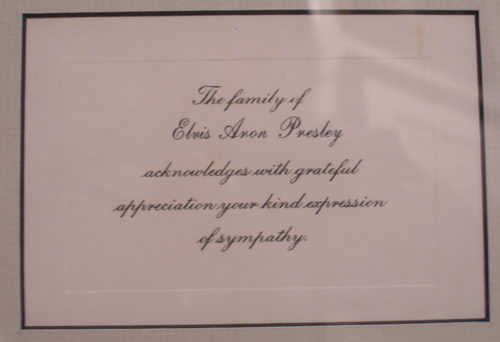 The family of
Elvis Aron Presley
acknowledges with grateful
appreciation your kind expression
of sympathy.